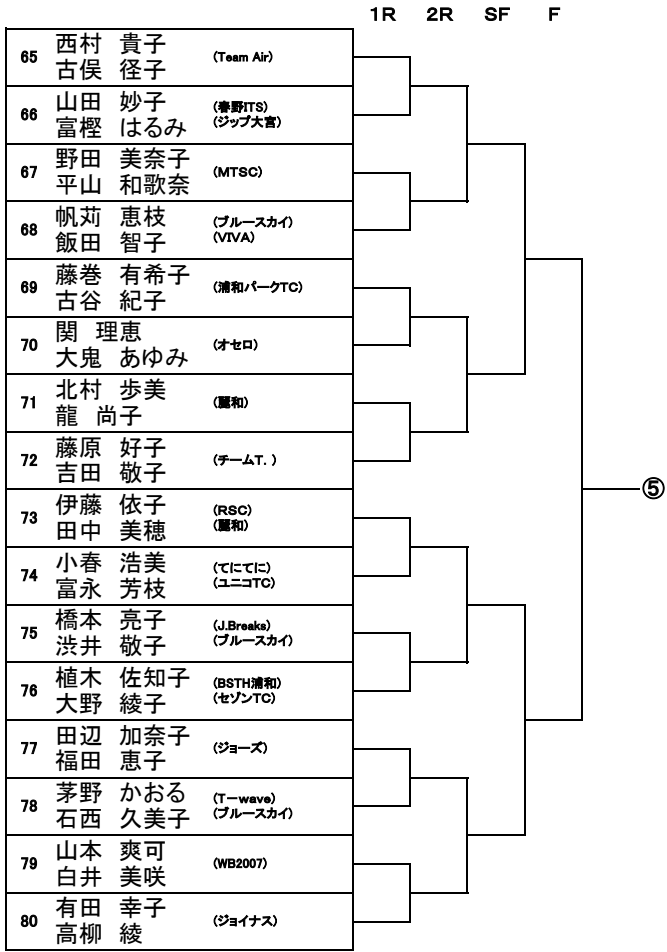 1R 2R SF F
65 西村 貴子 (Team Air)
古俣 径子
66 山田 妙子 (春野ITS)
富樫 はるみ (ジップ大宮)
67 野田 美奈子 (MTSC)
平山 和歌奈
68 帆苅 恵枝 (ブルースカイ)
飯田 智子 (VIVA)
69 藤巻 有希子 (浦和パークTC)
古谷 紀子
70 関 理恵 (オセロ)
大鬼 あゆみ
71 北村 歩美 (麗和)
龍 尚子
72 藤原 好子 (チームT.)
吉田 敬子
⑤
73 伊藤 依子 (RSC)
田中 美穂 (麗和)
74 小春 浩美 (てにてに)
富永 芳枝 (ユニコTC)
75 橋本 亮子 (J.Breaks)
渋井 敬子 (ブルースカイ)
76 植木 佐知子 (BSTH浦和)
大野 綾子 (セゾンTC)
77 田辺 加奈子 (ジョーズ)
福田 恵子
78 茅野 かおる (T-wave)
石西 久美子 (ブルースカイ)
79 山本 爽可 (WB2007)
白井 美咲
80 有田 幸子 (ジョイナス)
高柳 綾